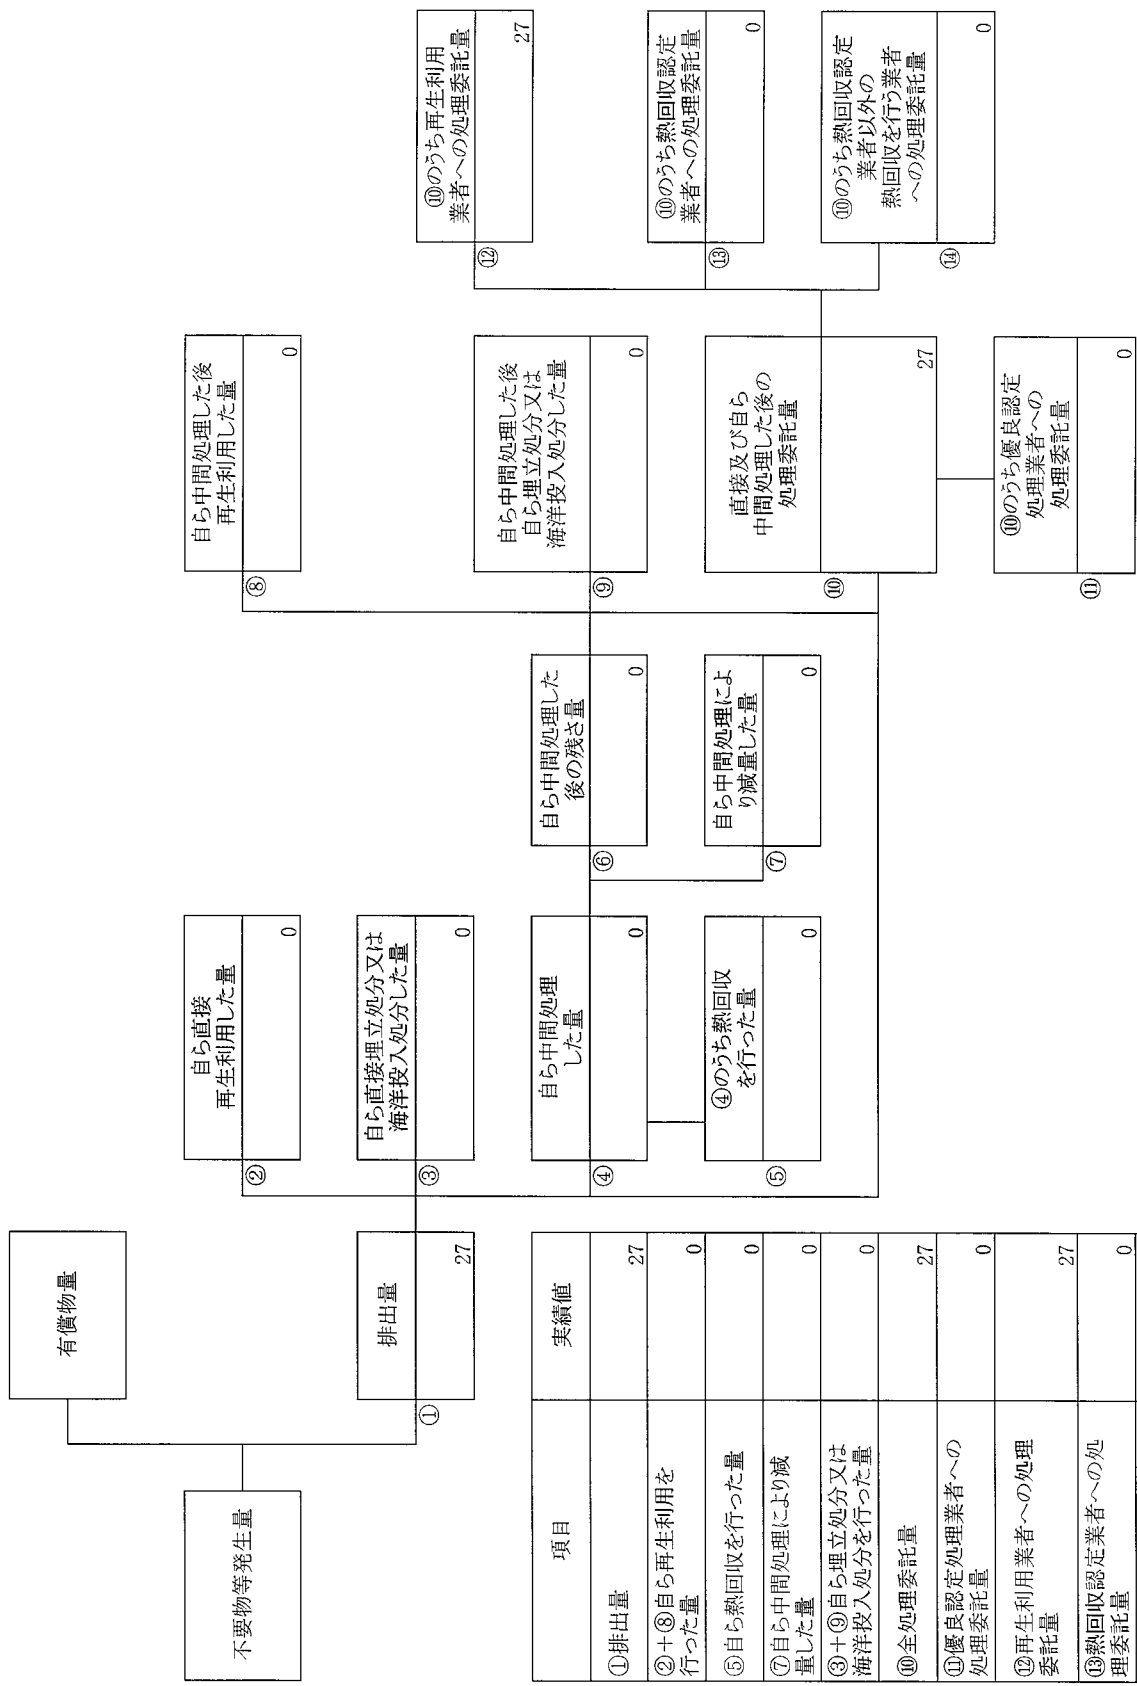 不要物等発生量
有償物量
①
排出量
27
②
自ら直接
再生利用した量
0
③
自ら直接埋立処分又は
海洋投入処分した量
0
④
自ら中間処理
した量
0
⑤
④のうち熱回収
を行った量
0
⑥
自ら中間処理した
後の残さ量
0
⑦
自ら中間処理によ
り減量した量
0
⑧
自ら中間処理した後
再生利用した量
0
⑨
自ら中間処理した後
自ら埋立処分又は
海洋投入処分した量
0
⑩
直接及び自ら
中間処理した後の
処理委託量
27
⑪
⑩のうち優良認定
処理業者への
処理委託量
0
⑫
⑩のうち再生利用
業者への処理委託量
27
⑬
⑩のうち熱回収認定
業者への処理委託量
0
⑭
⑩のうち熱回収認定
業者以外の
熱回収を行う業者
への処理委託量
0
項目
実績値
①排出量
27
②+⑧自ら再生利用を
行った量
0
⑤自ら熱回収を行った量
0
⑦自ら中間処理により減
量した量
0
③+⑨自ら埋立処分又は
海洋投入処分を行った量
0
⑩全処理委託量
27
⑪優良認定処理業者への
処理委託量
0
⑫再生利用業者への処理
委託量
27
⑬熱回収認定業者への処
理委託量
0